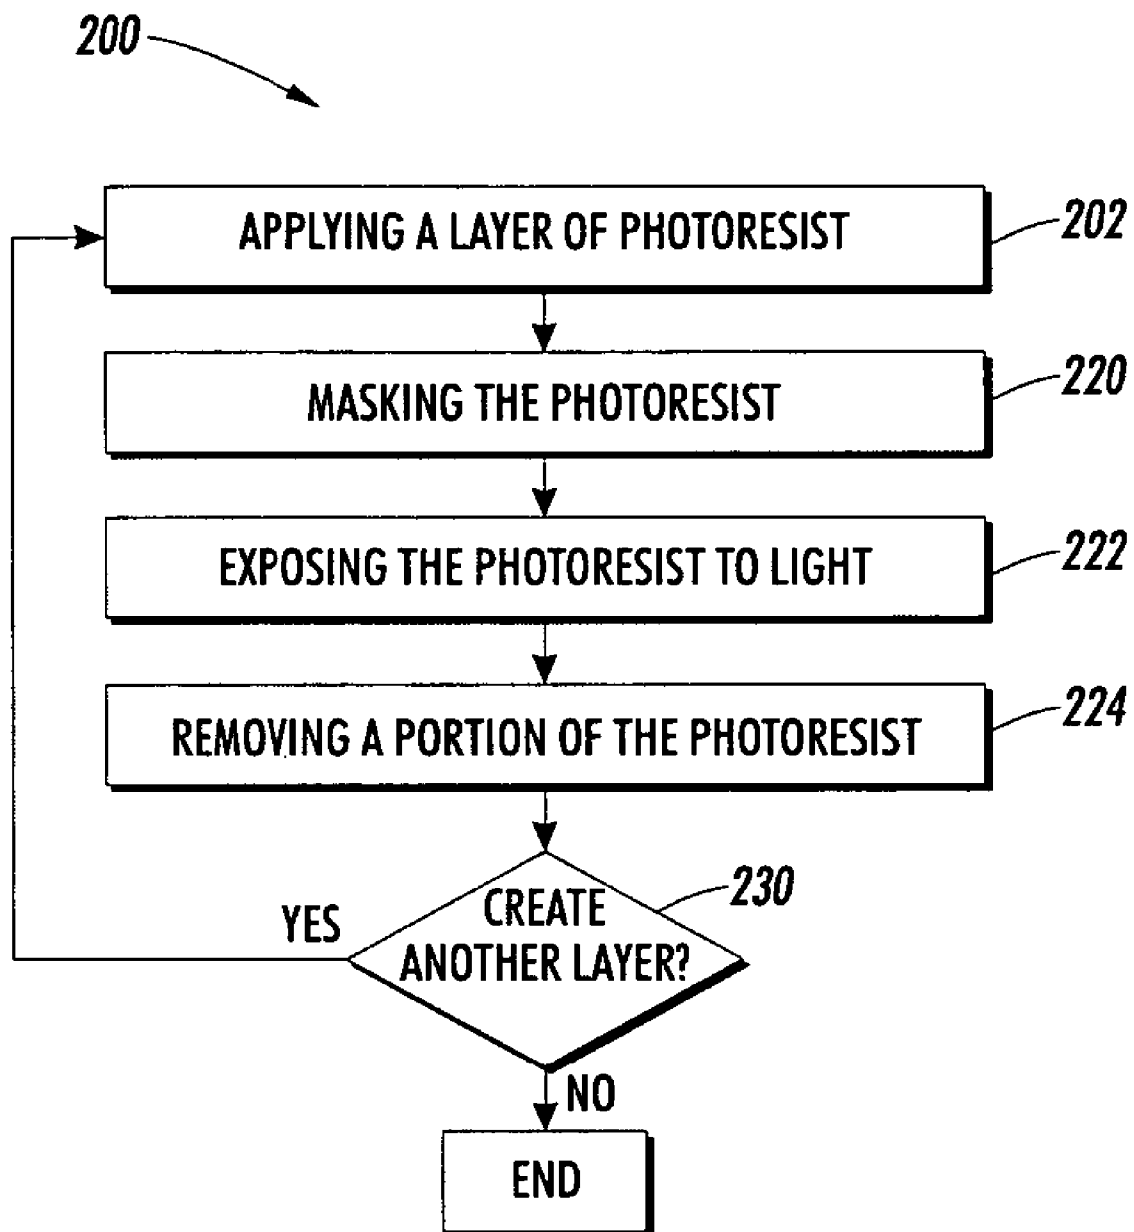 200
APPLYING A LAYER OF PHOTORESIST
202
MASKING THE PHOTORESIST
220
EXPOSING THE PHOTORESIST TO LIGHT
222
REMOVING A PORTION OF THE PHOTORESIST
224
230
YES
CREATE
ANOTHER LAYER?
NO
END